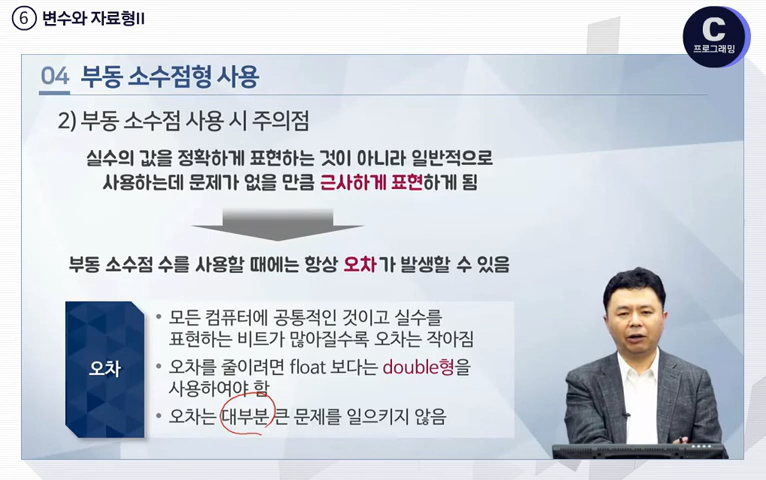 ⑥ 변수와 자료형II
C
프로그래밍
04 부동 소수점형 사용
2) 부동 소수점 사용 시 주의점
실수의 값을 정확하게 표현하는 것이 아니라 일반적으로
사용하는데 문제가 없을 만큼 근사하게 표현하게 됨
부동 소수점 수를 사용할 때에는 항상 오차가 발생할 수 있음
오차
• 모든 컴퓨터에 공통적인 것이고 실수를
표현하는 비트가 많아질수록 오차는 작아짐
• 오차를 줄이려면 float 보다는 double형을
사용하여야 함
• 오차는 대부분 큰 문제를 일으키지 않음